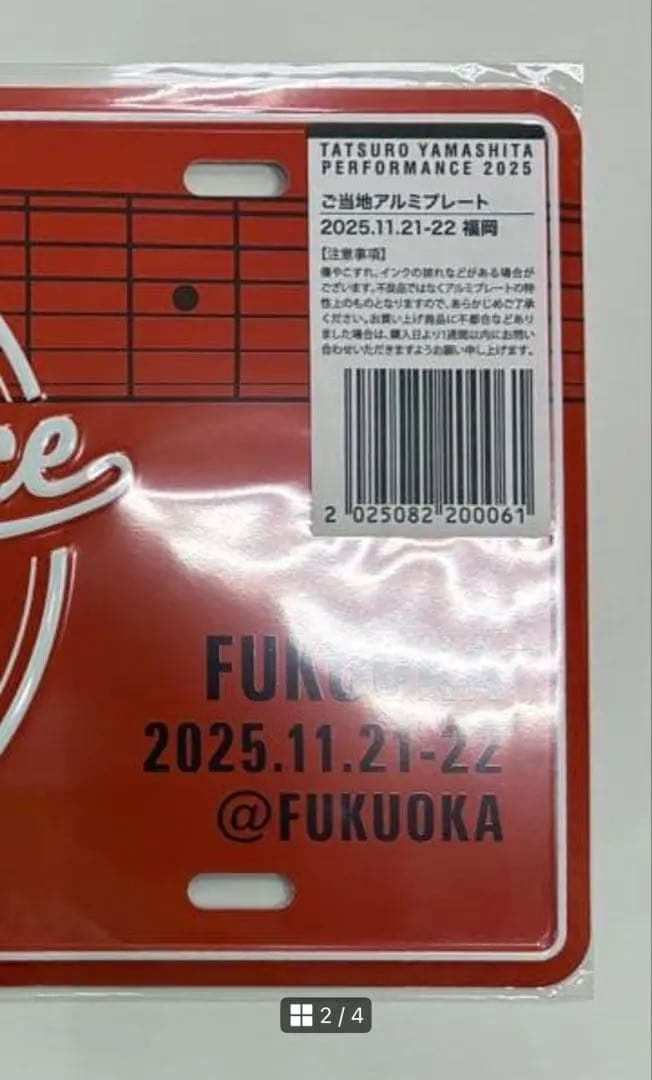 TATSURO YAMASHITA
PERFORMANCE 2025
ご当地アルミプレート
2025.11.21-22 福岡
【注意事項】
傷やこすれ、インクの掠れなどがある場合が
ございます。不良品ではなくアルミプレートの特
性上のものとなりますので、あらかじめご了承
ください。お買い上げ商品に不都合などあり
ました場合は、購入日より1週間以内にお問い
合わせいただきますようお願い申し上げます。
2 025082 200061
ce
FUKUOKA
2025.11.21-22
@FUKUOKA
2 / 4